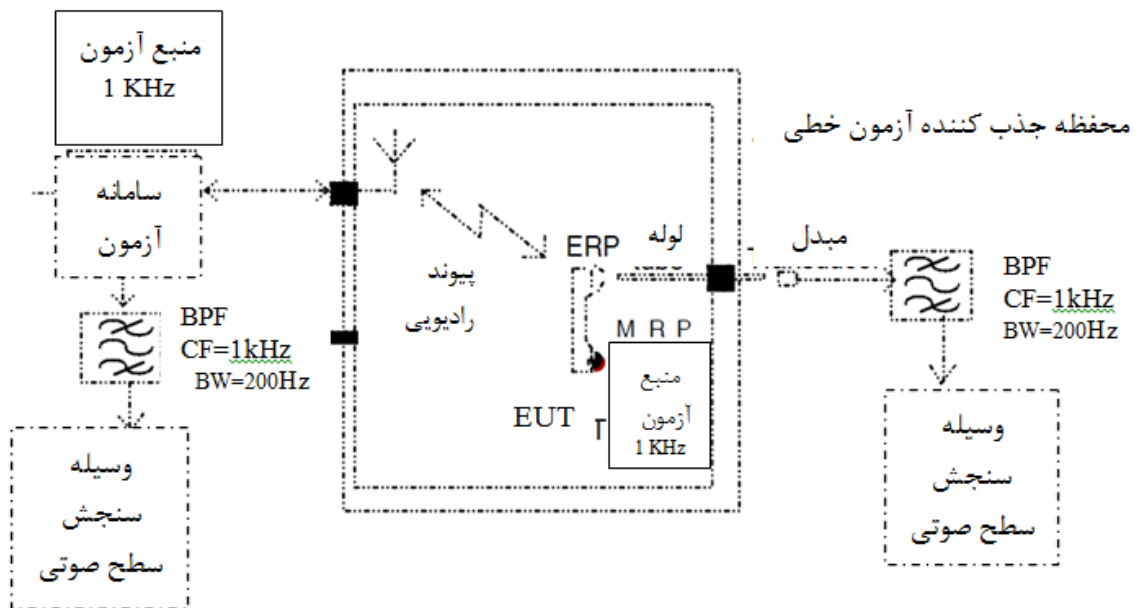 منبع آزمون
1 KHz
سامانه
آزمون
BPF
CF=1kHz
BW=200Hz
وسیله
سنجش
سطح صوتی
پیوند
رادیویی
ERP
لوله
M R P
EUT
منبع
آزمون
1 KHz
محفظه جذب کننده آزمون خطی
مبدل
BPF
CF=1kHz
BW=200Hz
وسیله
سنجش
سطح صوتی